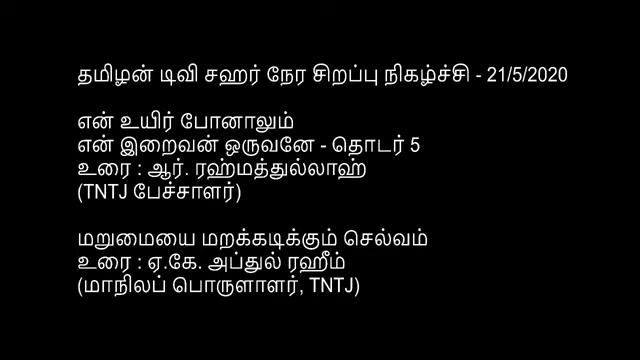 தமிழன் டிவி சஹர் நேர சிறப்பு நிகழ்ச்சி - 21/5/2020
என் உயிர் போனாலும்
என் இறைவன் ஒருவனே - தொடர் 5
உரை : ஆர். ரஹ்மத்துல்லாஹ்
(TNTJ பேச்சாளர்)
மறுமையை மறக்கடிக்கும் செல்வம்
உரை : ஏ.கே. அப்துல் ரஹீம்
(மாநிலப் பொருளாளர், TNTJ)